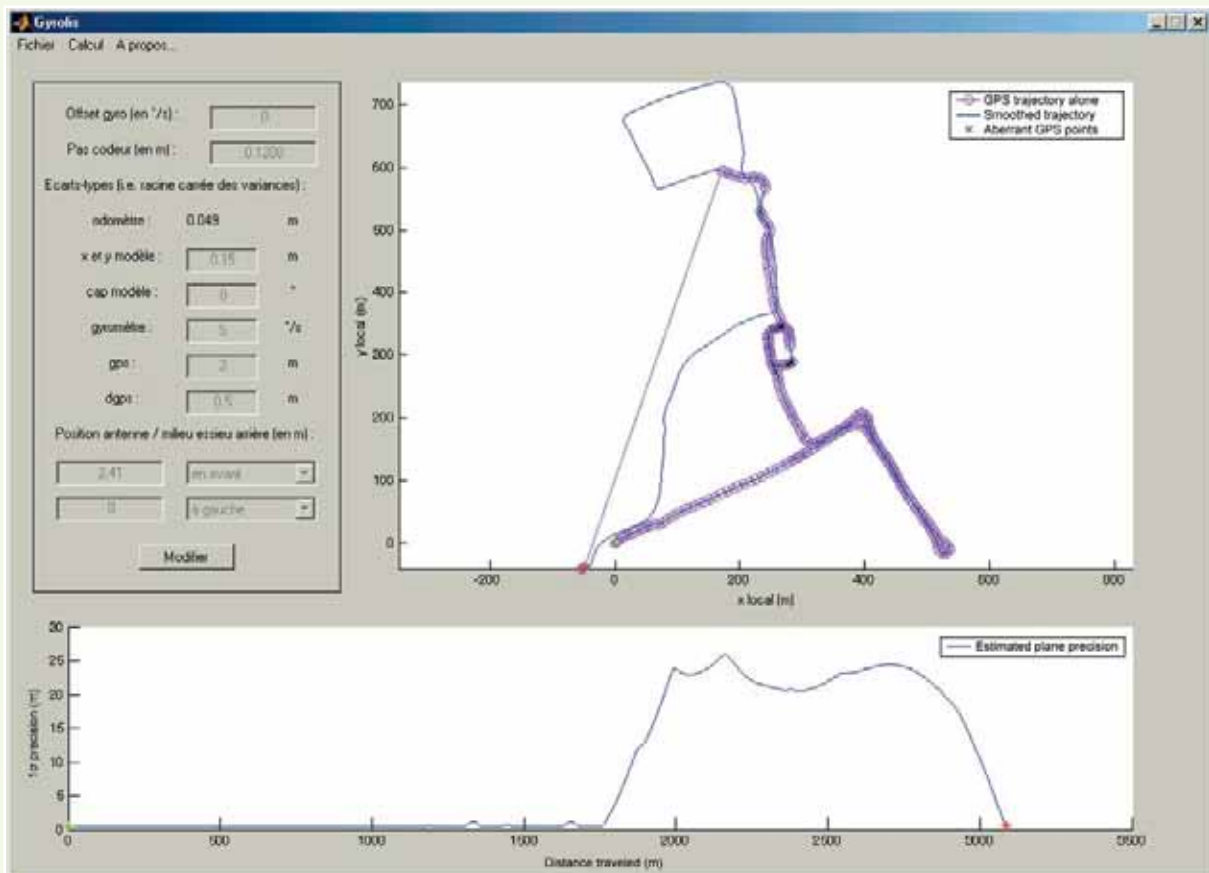 Gyrolis
Fichier Calcul A propos...
Offset gyro (en °/s) : 0
Pas codeur (en m) : 0.1200
Ecarts-types (i.e. racine carrée des variances) :
odomètre : 0.049 m
x et y modèle : 0.15 m
cap modèle : 0 °
gyromètre : 5 °/s
gps : m
dgps : 0.5 m
Position antenne / milieu essieu arrière (en m) :
2.41 en avant
0 à gauche
Modifier
GPS trajectory alone
Smoothed trajectory
Aberrant GPS points
700
600
500
400
300
200
100
0
y local (m)
-200 0 200 400 600 800
x local (m)
Estimated plane precision
30
25
20
15
10
5
0
1σ precision (m)
0 500 1000 1500 2000 2500 3000 3500
Distance traveled (m)